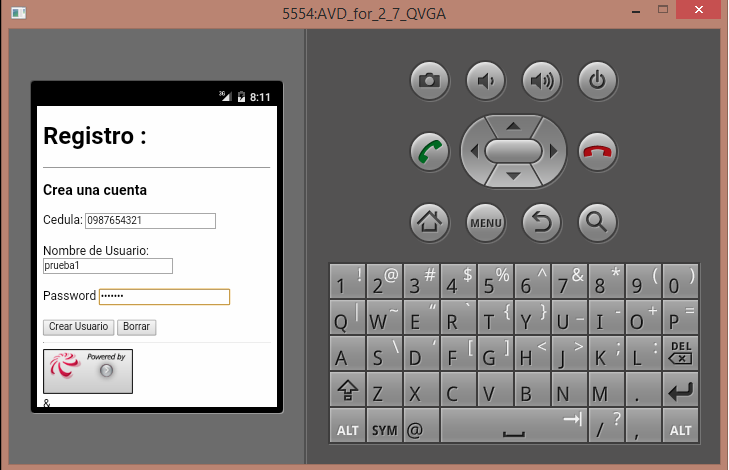 5554:AVD_for_2_7_QVGA
3G 8:11
Registro :
Crea una cuenta
Cedula: 0987654321
Nombre de Usuario:
prueba1
Password •••••••
Crear Usuario Borrar
Powered by
?
&
MENU
1 ! 2 @ 3 # 4 $ 5 % 6 ^ 7 & 8 * 9 ( 0 )
Q | W ~ E “ R ` T { Y } U _ I - O + P =
A S \ D ‘ F [ G ] H < J > K ; L : DEL
Z X C V B N M .
ALT SYM @ / ? , ALT